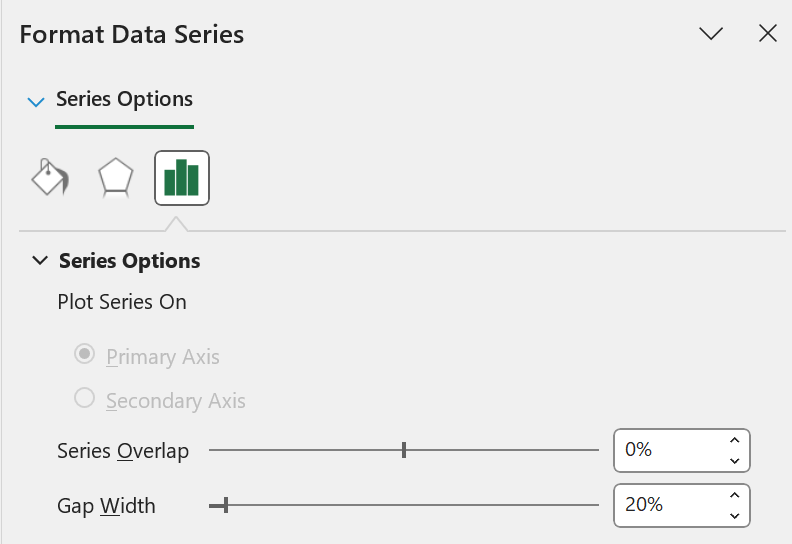 Format Data Series
Series Options
Series Options
Plot Series On
Primary Axis
Secondary Axis
Series Overlap 0%
Gap Width 20%